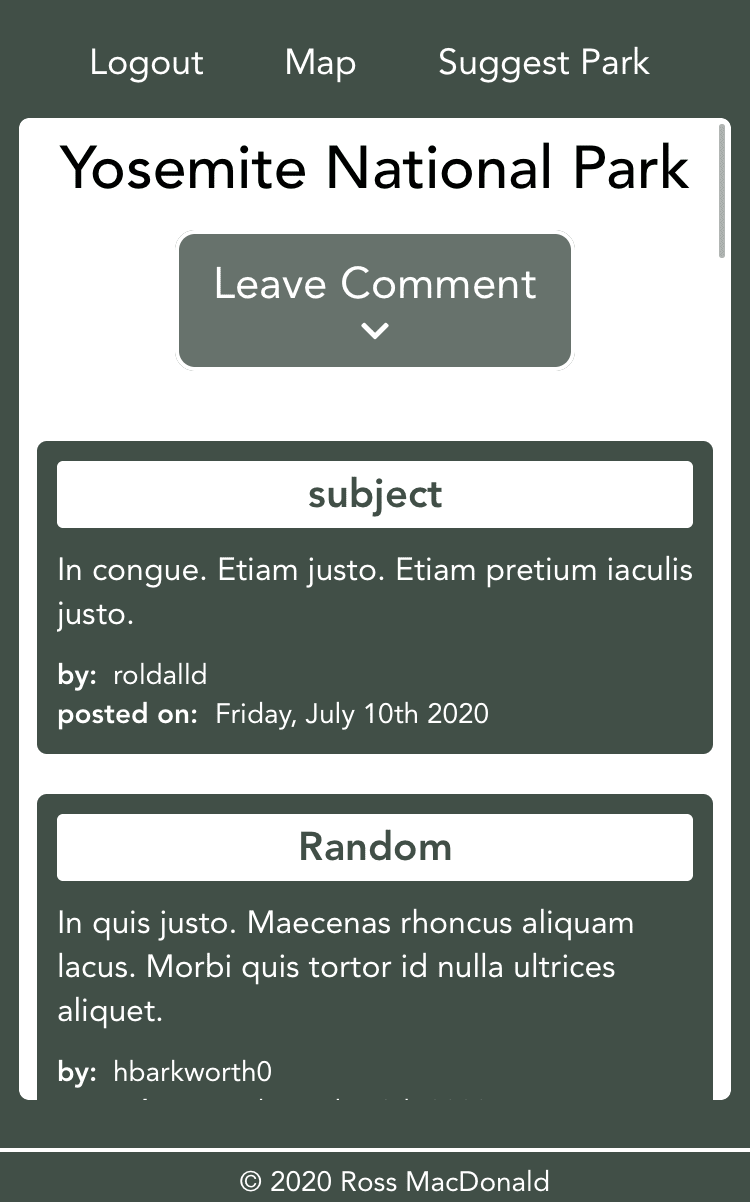 Logout Map Suggest Park
Yosemite National Park
Leave Comment
subject
In congue. Etiam justo. Etiam pretium iaculis
justo.
by: roldalld
posted on: Friday, July 10th 2020
Random
In quis justo. Maecenas rhoncus aliquam
lacus. Morbi quis tortor id nulla ultrices
aliquet.
by: hbarkworth0
© 2020 Ross MacDonald